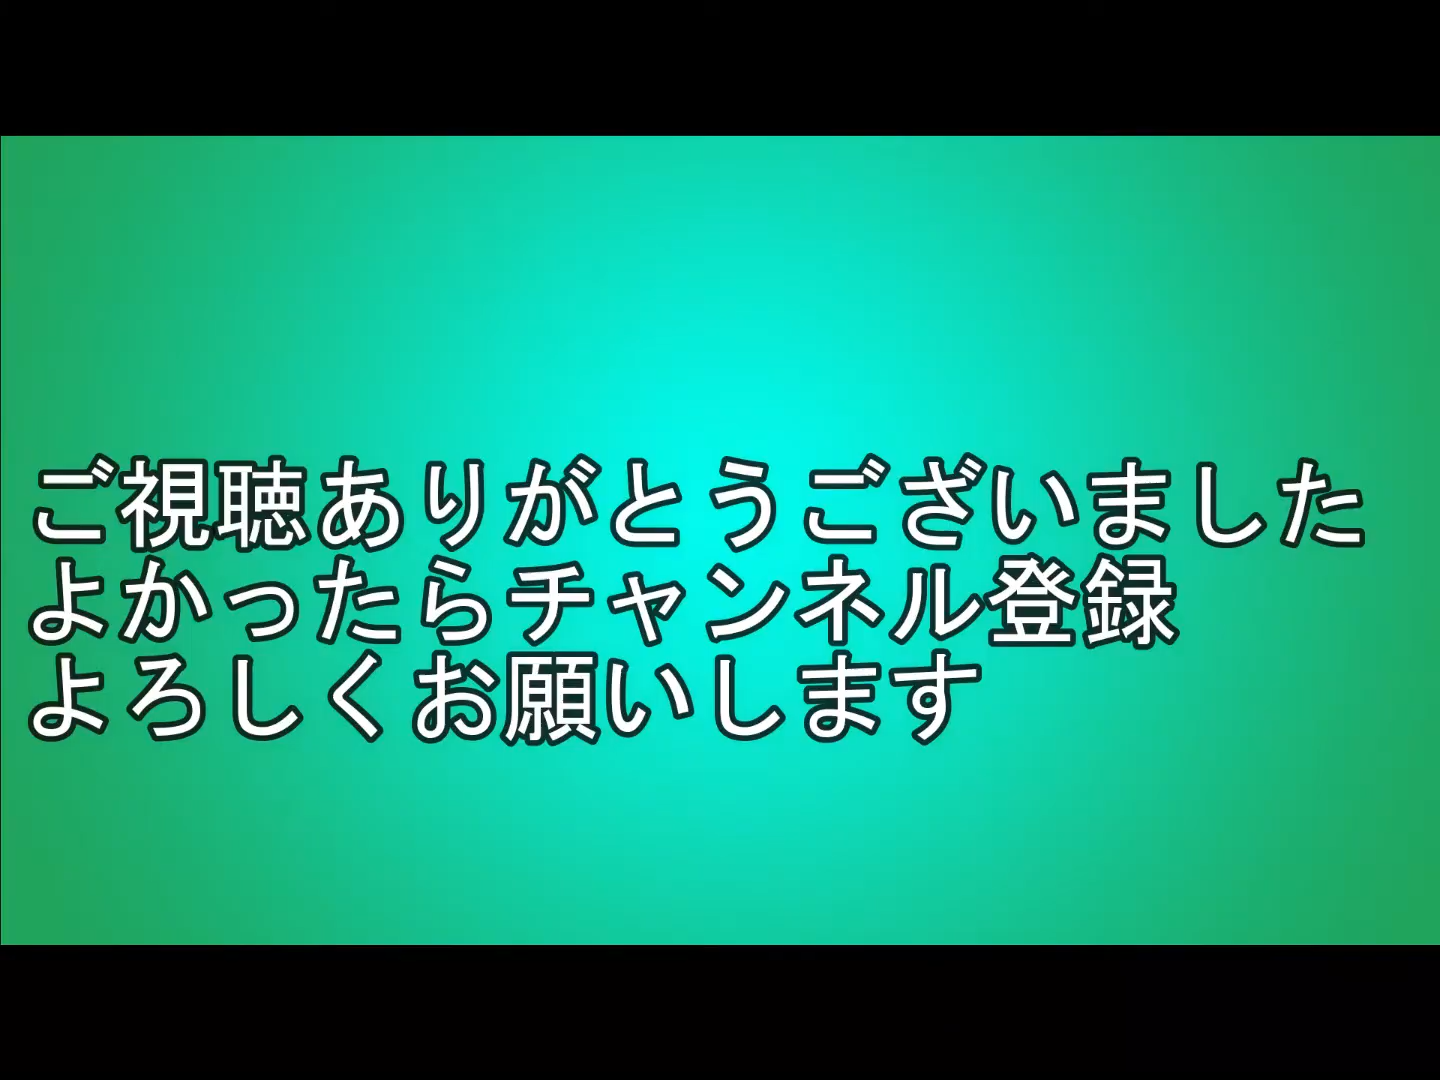 ご視聴ありがとうございました
よかったらチャンネル登録
よろしくお願いします